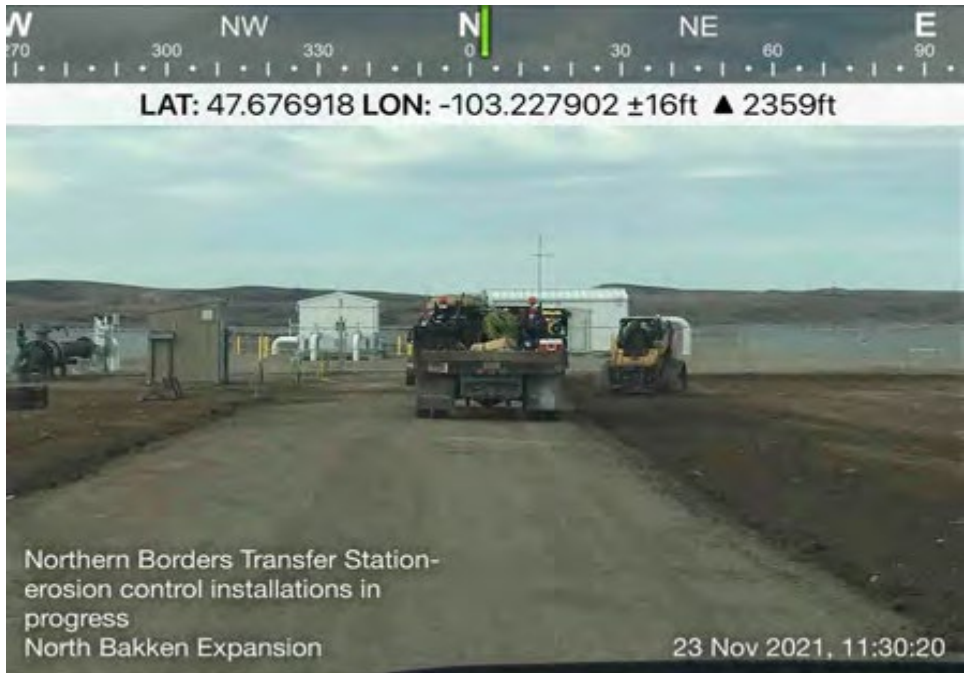 W NW N NE E
270 300 330 0 30 60 90
LAT: 47.676918 LON: -103.227902 ±16ft ▲ 2359ft
Northern Borders Transfer Station-
erosion control installations in
progress
North Bakken Expansion
23 Nov 2021, 11:30:20